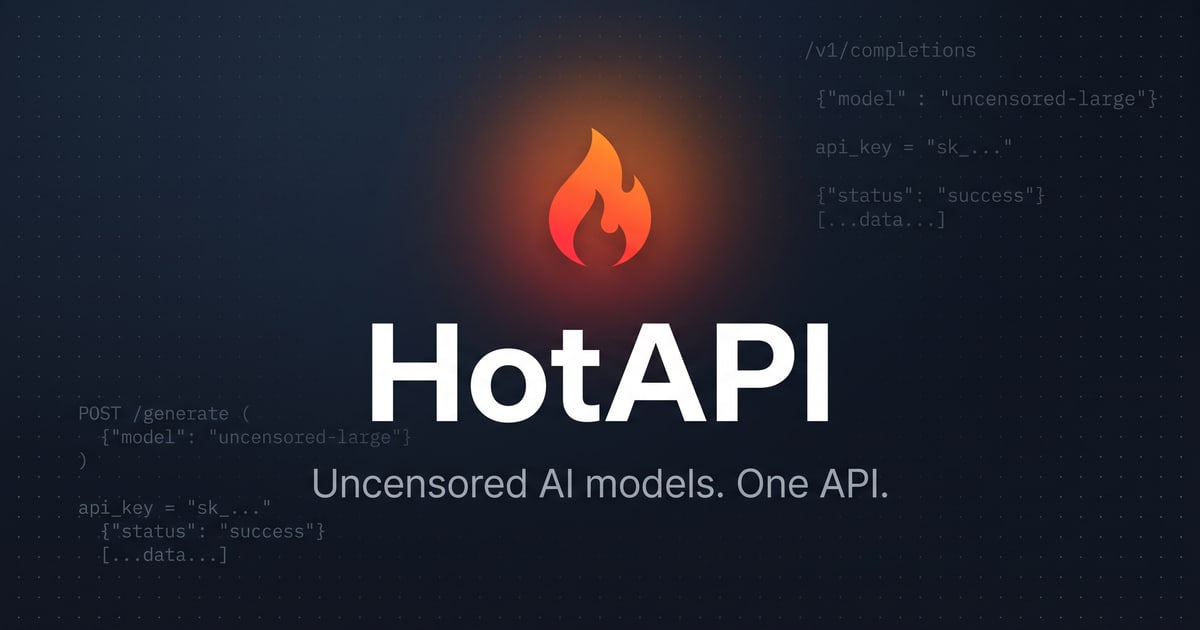 /v1/completions
{"model" : "uncensored-large"}
api_key = "sk_..."
{"status": "success"}
[...data...]
HotAPI
Uncensored AI models. One API.
POST /generate (
{"model": "uncensored-large"}
)
api_key = "sk_..."
{"status": "success"}
[...data...]